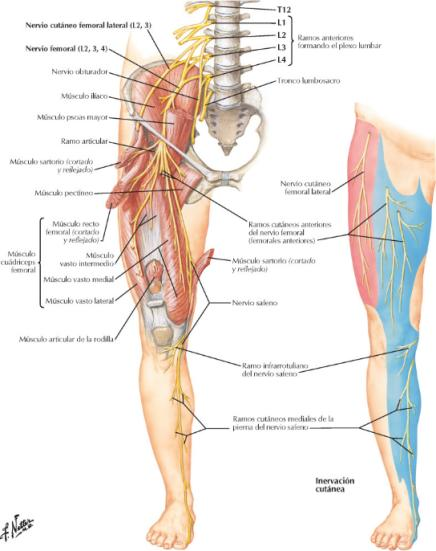 T12
Nervio cutáneo femoral lateral (L2, 3)
L1
L2
Ramos anteriores
formando el plexo lumbar
Nervio femoral (L2, 3, 4)
L3
L4
Nervio obturador
Tronco lumbosacro
Músculo ilíaco
Músculo psoas mayor
Ramo articular
Músculo sartorio (cortado
y reflejado)
Nervio cutáneo
femoral lateral
Músculo pectíneo
Músculo
cuádriceps
femoral
Músculo recto
femoral (cortado
y reflejado)
Ramos cutáneos anteriores
del nervio femoral
(femorales anteriores)
Músculo
vasto intermedio
Músculo sartorio (cortado
y reflejado)
Músculo vasto medial
Músculo vasto lateral
Nervio safeno
Músculo articular de la rodilla
Ramo infrarrotuliano
del nervio safeno
Ramos cutáneos mediales de la
pierna del nervio safeno
Inervación
cutánea
F. Netter